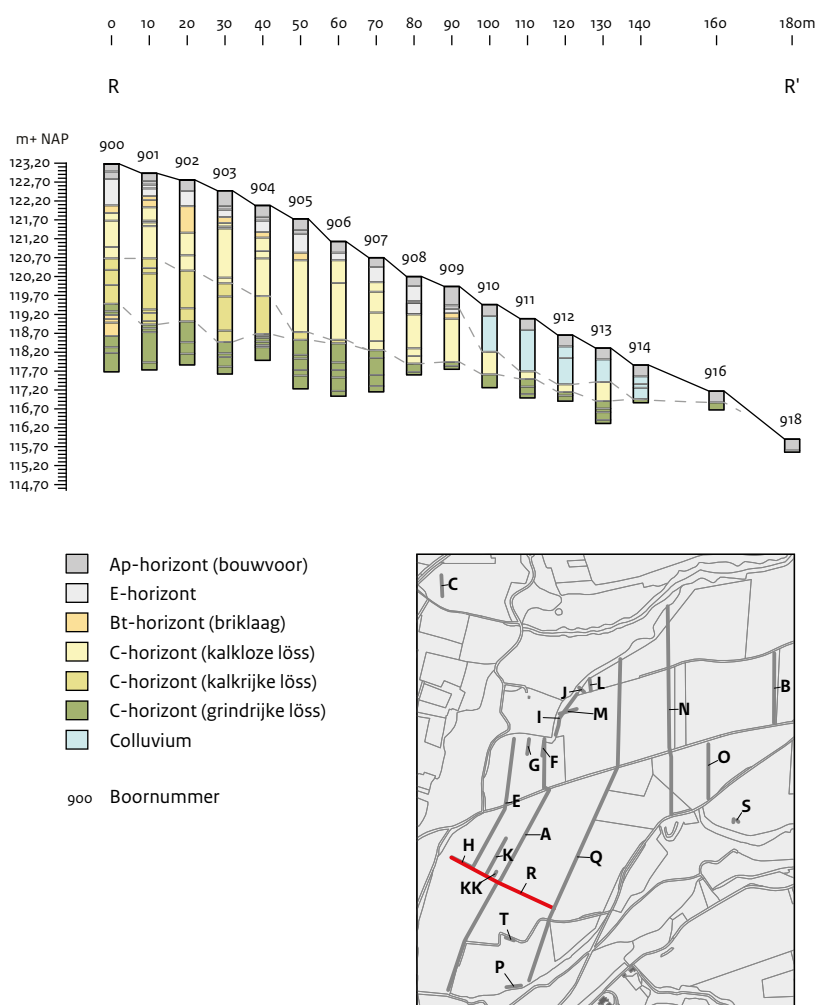 0 10 20 30 40 50 60 70 80 90 100 110 120 130 140 160 180m
R R'
m+ NAP
900 901 902 903 904 905 906 907 908 909 910 911 912 913 914 916 918
123,20
122,70
122,20
121,70
121,20
120,70
120,20
119,70
119,20
118,70
118,20
117,70
117,20
116,70
116,20
115,70
115,20
114,70
Ap-horizont (bouwvoor)
E-horizont
Bt-horizont (briklaag)
C-horizont (kalkloze löss)
C-horizont (kalkrijke löss)
C-horizont (grindrijke löss)
Colluvium
900 Boornummer
C
J L
B
I M N
G F O
E S
A
H K Q
KK R
T
P